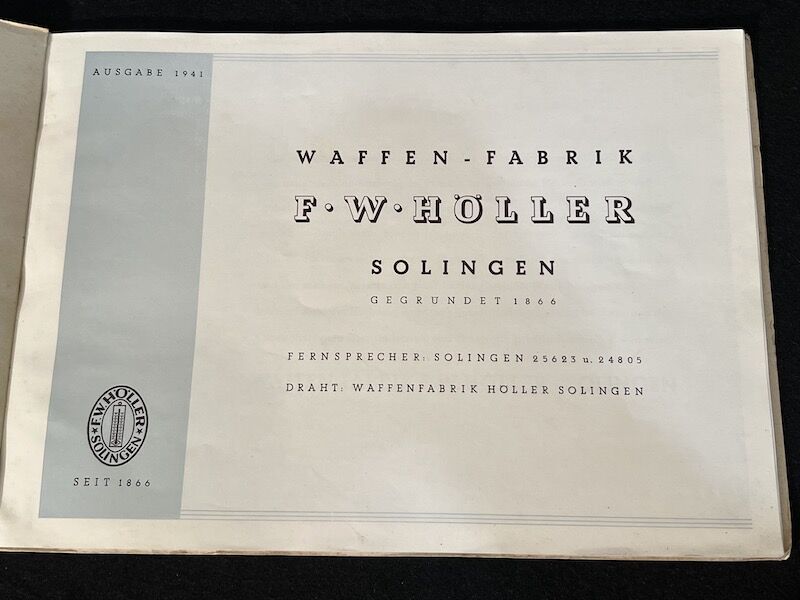 AUSGABE 1941
WAFFEN-FABRIK
F·W·HÖLLER
SOLINGEN
GEGRÜNDET 1866
FERNSPRECHER: SOLINGEN 25623 u. 24805
DRAHT: WAFFENFABRIK HÖLLER SOLINGEN
F.W.HÖLLER
SOLINGEN
SEIT 1866